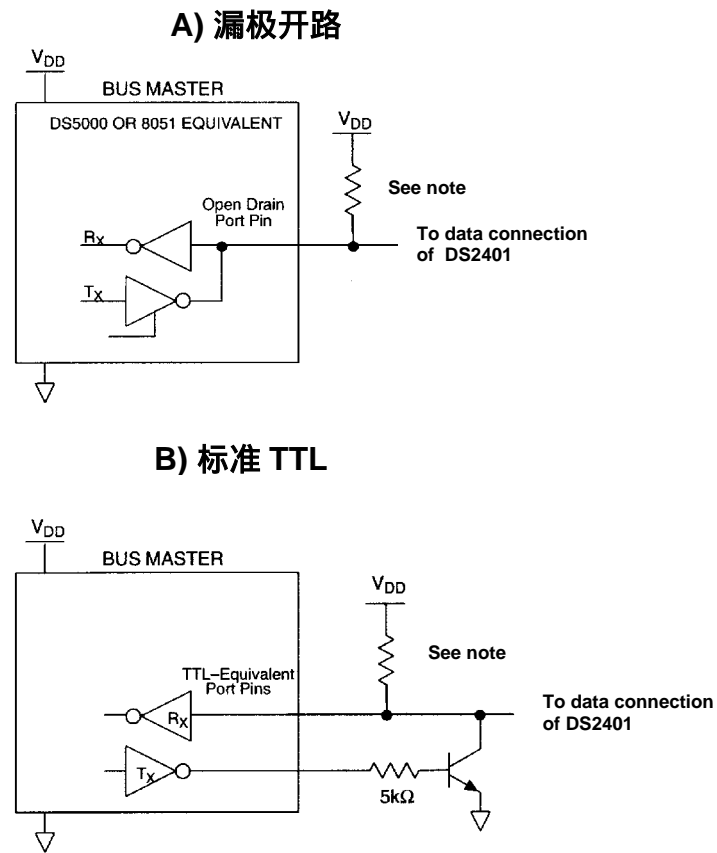 A) 漏极开路
VDD
BUS MASTER
DS5000 OR 8051 EQUIVALENT
VDD
See note
Open Drain
Port Pin
RX
To data connection
of DS2401
TX
B) 标准 TTL
VDD
BUS MASTER
VDD
See note
TTL–Equivalent
Port Pins
RX
To data connection
of DS2401
TX
5kΩ